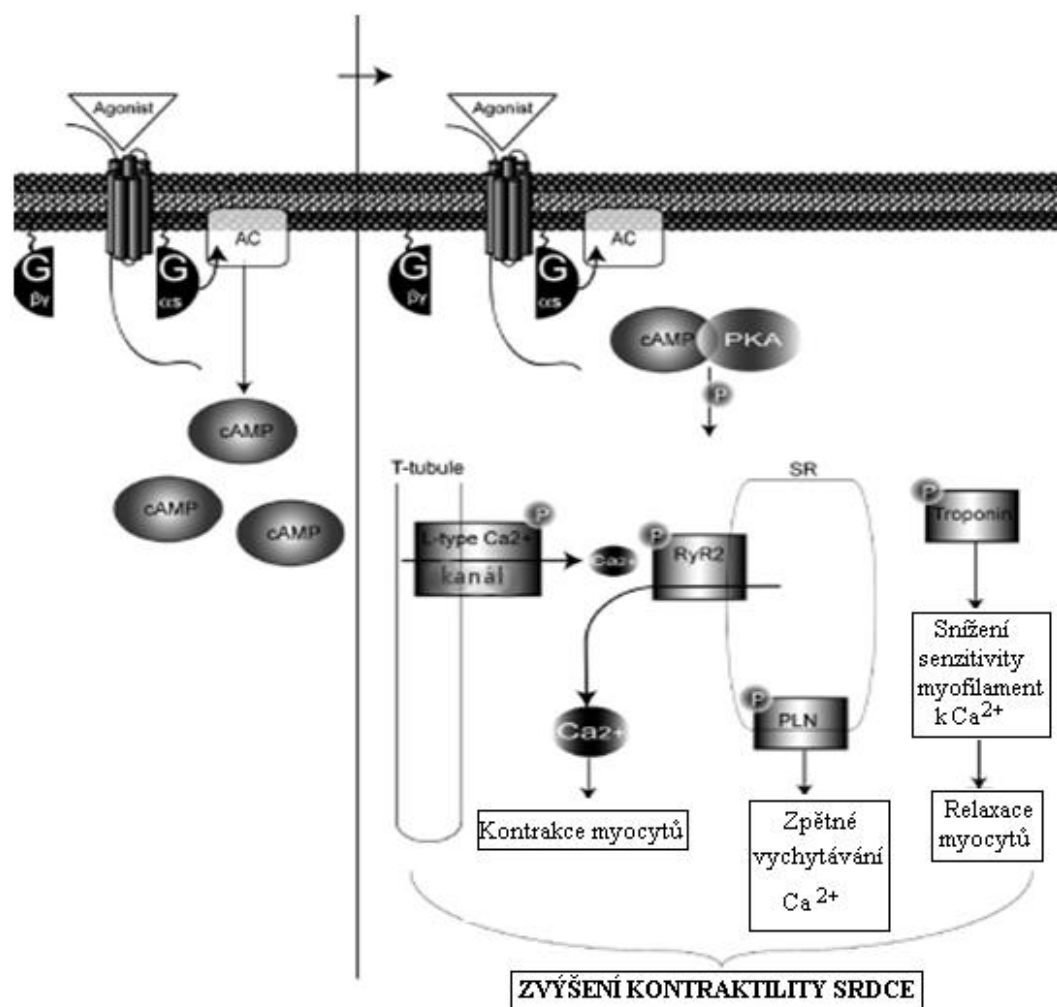 Agonist
G
βγ
G
αs
AC
cAMP
cAMP
cAMP
Agonist
G
βγ
G
αs
AC
cAMP
PKA
P
T-tubule
SR
P
L-type Ca2+
kanál
Ca2+
P
RyR2
P
Troponin
Ca2+
P
PLN
Snížení
senzitivity
myofilament
k Ca2+
Kontrakce myocytů
Zpětné
vychytávání
Ca 2+
Relaxace
myocytů
ZVÝŠENÍ KONTRAKTILITY SRDCE